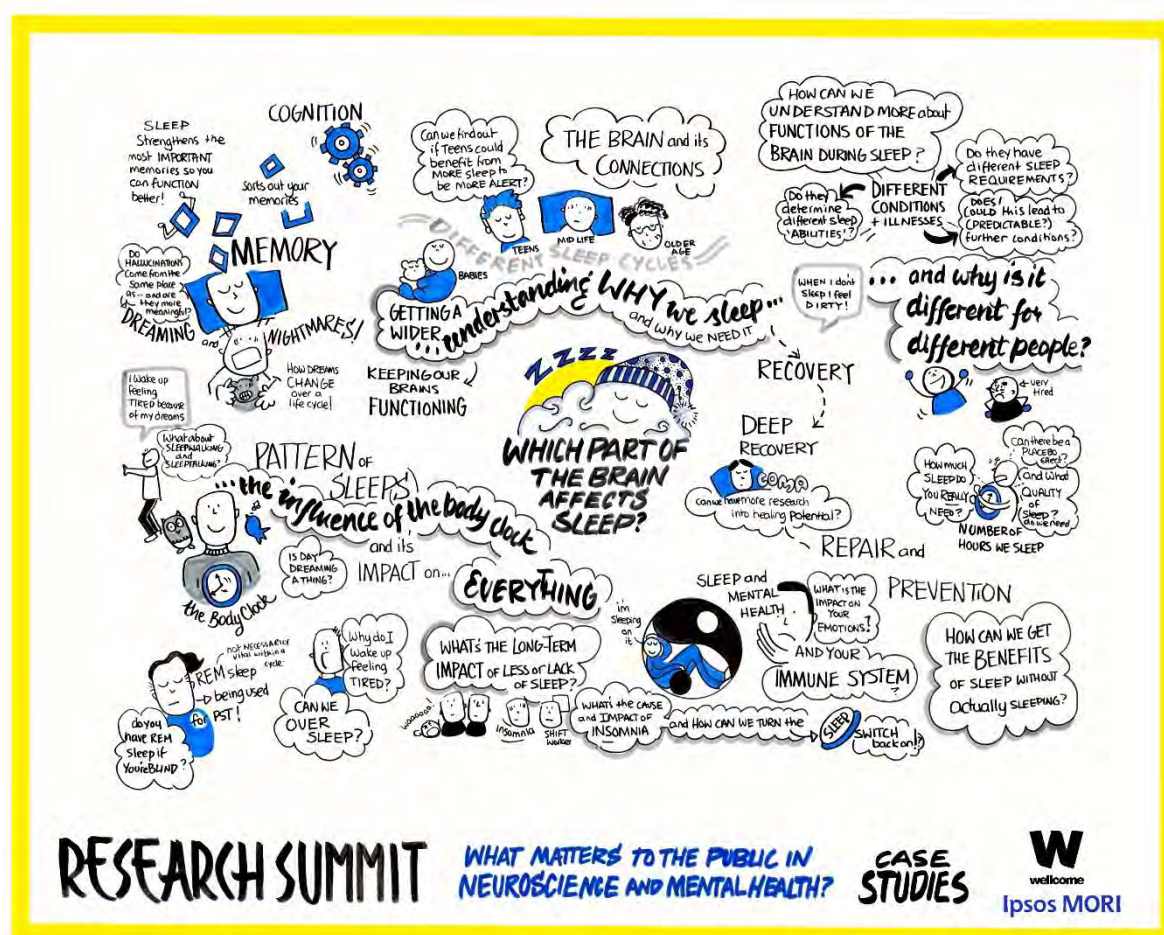 COGNITION
SLEEP
Strengthens the
most IMPORTANT
memories so you
can FUNCTION
better!
sorts out your
memories
MEMORY
DO
HALLUCINATIONS
Come from the
Same place
as... and are
they more
meaningful?
DREAMING
and
NIGHTMARES!
HOW DREAMS
CHANGE
over a
life cycle!
I wake up
feeling
TIRED because
of my dreams
Can we find out
if Teens could
benefit from
MORE sleep to
be MORE ALERT?
THE BRAIN and its
CONNECTIONS
BABIES
TEENS
MID LIFE
OLDER
AGE
DIFFERENT SLEEP CYCLES
GETTING A
WIDER
...understanding WHY we sleep...
and why WE NEED IT
KEEPING OUR
BRAINS
FUNCTIONING
ZZZZZ
WHICH PART OF
THE BRAIN
AFFECTS
SLEEP?
HOW CAN WE
UNDERSTAND MORE about
FUNCTIONS OF THE
BRAIN DURING SLEEP?
DIFFERENT
CONDITIONS
+ ILLNESSES
Do they
determine
different sleep
'ABILITIES'?
Do they have
different SLEEP
REQUIREMENTS?
DOES/
COULD this lead to
(PREDICTABLE?)
further conditions?
WHEN I don't
Sleep I feel
DIRTY!
... and why is it
different for
different people?
very
tired
RECOVERY
DEEP
RECOVERY
COMA
can we have more research
into healing potential?
REPAIR and
PREVENTION
HOW MUCH
SLEEP DO
YOU REALLY
NEED?
Can there be a
PLACEBO
Effect?
and What
QUALITY
of
Sleep?
do we need
NUMBER OF
HOURS WE SLEEP
What about
SLEEPWALKING
and
SLEEPTALKING?
PATTERN OF
SLEEPS
...the influence of the body clock
and its
IMPACT on...
EVERYTHING
the Body Clock
IS DAY
DREAMING
A THING?
not NECESSARILY
vital within a
cycle
REM sleep
being used
for PST!
do you
have REM
Sleep if
You're BLIND?
Why do I
wake up
feeling
TIRED?
CAN WE
OVER
SLEEP?
WHAT'S THE LONG-TERM
IMPACT of LESS or LACK
OF SLEEP?
insomnia
SHIFT
worker
WHAT'S THE CAUSE
and IMPACT OF
INSOMNIA
and HOW CAN WE TURN THE
SLEEP
SWITCH
back on!?
..im
Sleeping
on
it
SLEEP and
MENTAL
HEALTH
WHAT IS THE
IMPACT ON
YOUR
EMOTIONS?
AND YOUR
IMMUNE SYSTEM
?
HOW CAN WE GET
THE BENEFITS
OF SLEEP WITHOUT
Actually SLEEPING?
RESEARCH SUMMIT
WHAT MATTERS TO THE PUBLIC IN
NEUROSCIENCE AND MENTAL HEALTH?
CASE
STUDIES
W
wellcome
Ipsos MORI